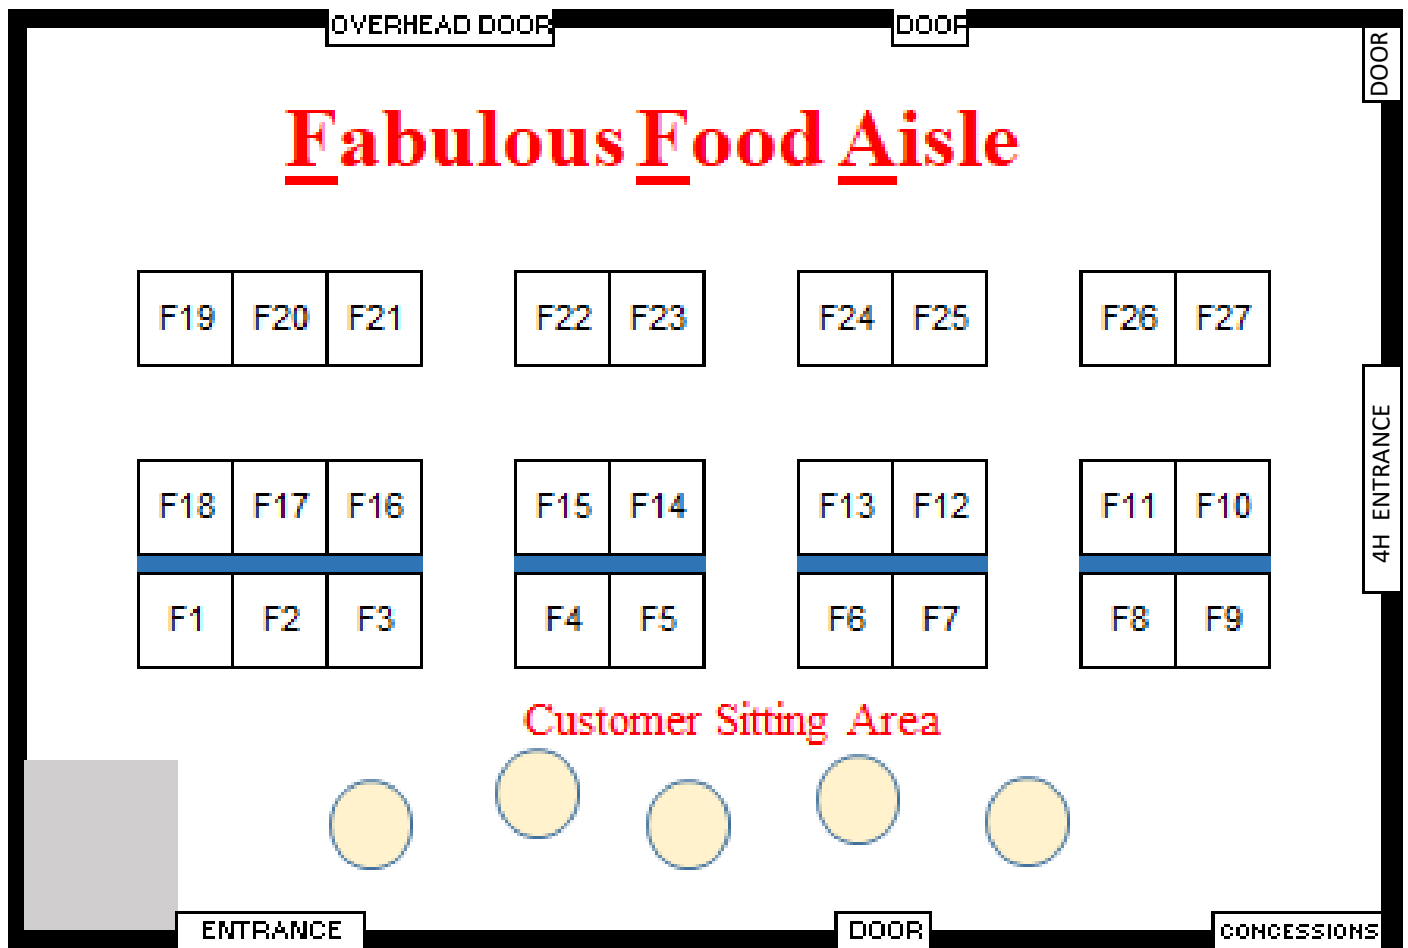 OVERHEAD DOOR
DOOR
DOOR
Fabulous Food Aisle
F19 F20 F21 F22 F23 F24 F25 F26 F27
4H ENTRANCE
F18 F17 F16 F15 F14 F13 F12 F11 F10
F1 F2 F3 F4 F5 F6 F7 F8 F9
Customer Sitting Area
ENTRANCE
DOOR
CONCESSIONS